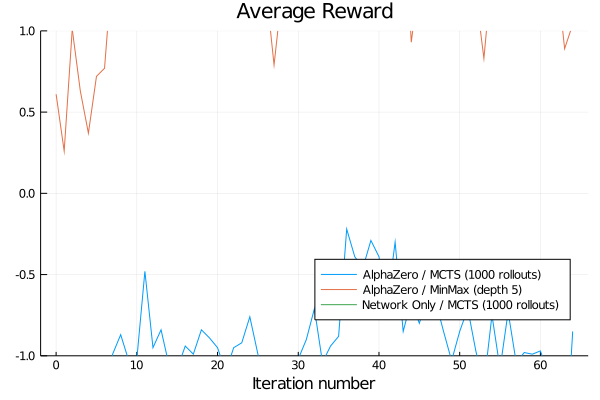 Average Reward
1.0
0.5
0.0
-0.5
-1.0
AlphaZero / MCTS (1000 rollouts)
AlphaZero / MinMax (depth 5)
Network Only / MCTS (1000 rollouts)
0 10 20 30 40 50 60
Iteration number